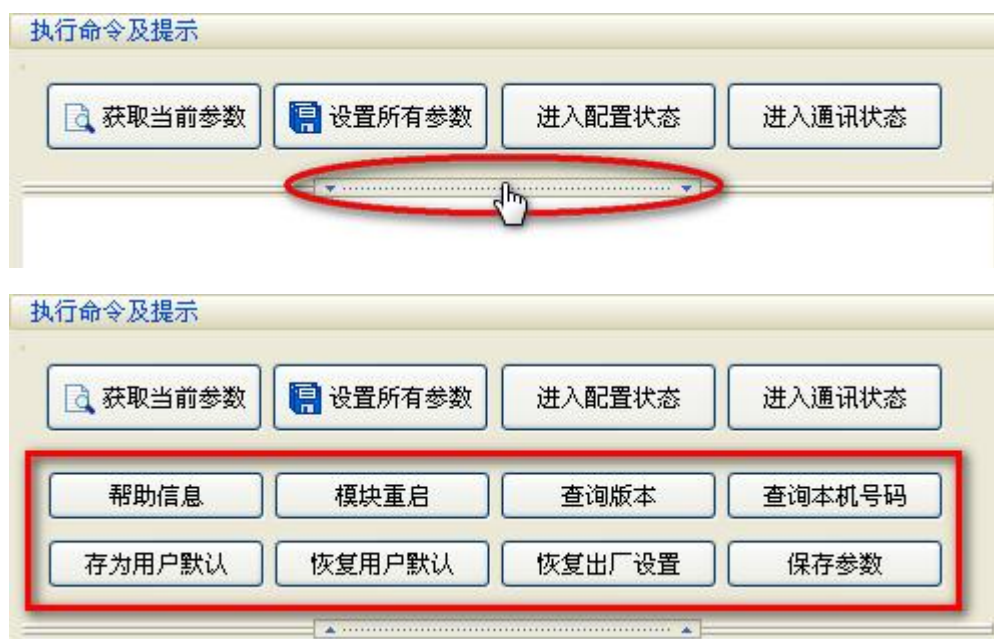 执行命令及提示
获取当前参数 设置所有参数 进入配置状态 进入通讯状态
执行命令及提示
获取当前参数 设置所有参数 进入配置状态 进入通讯状态
帮助信息 模块重启 查询版本 查询本机号码
存为用户默认 恢复用户默认 恢复出厂设置 保存参数